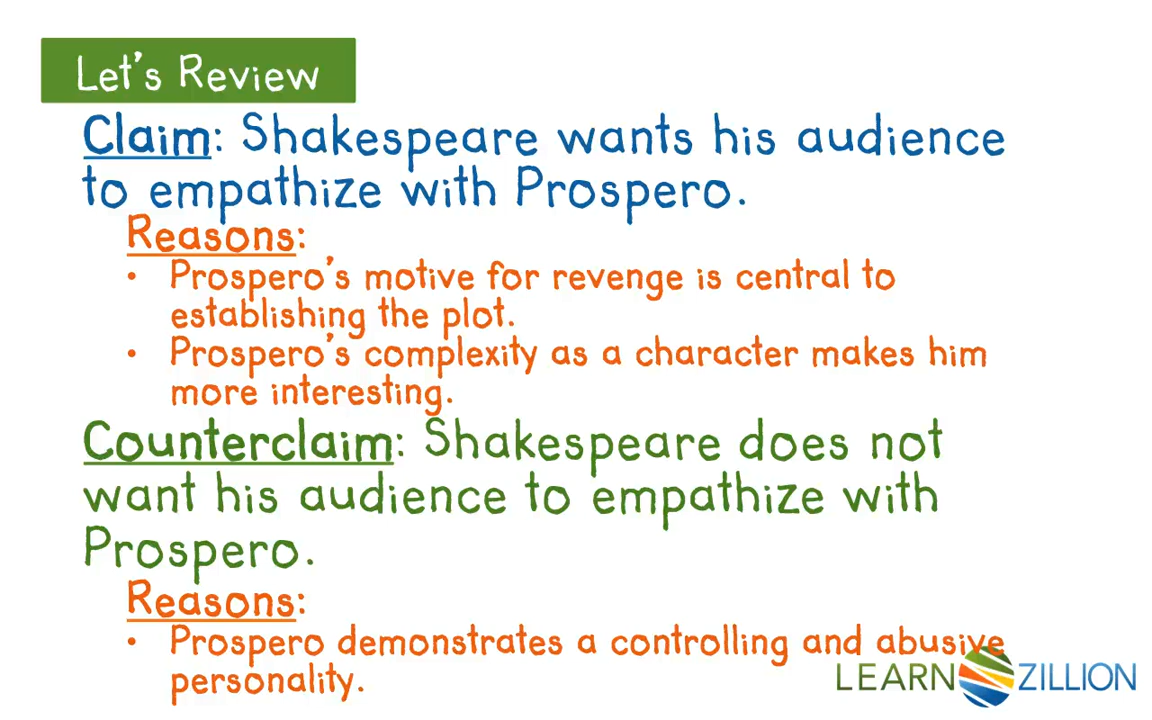 Let's Review
Claim: Shakespeare wants his audience
to empathize with Prospero.
Reasons:
• Prospero's motive for revenge is central to
establishing the plot.
• Prospero's complexity as a character makes him
more interesting.
Counterclaim: Shakespeare does not
want his audience to empathize with
Prospero.
Reasons:
• Prospero demonstrates a controlling and abusive
personality.
LEARN ZILLION